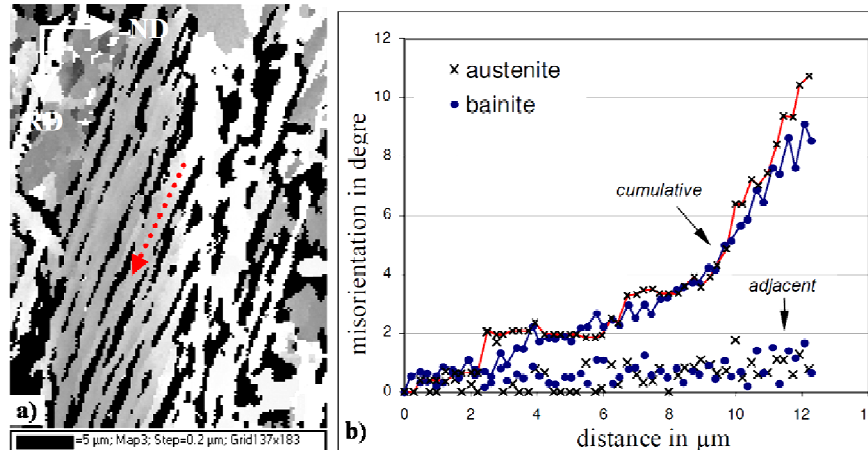 ND
RD
a)
=5 µm; Map3; Step=0.2 µm; Grid137x183
misorientation in degre
12
10
8
6
4
2
0
× austenite
● bainite
cumulative
adjacent
0 2 4 6 8 10 12 14
b)
distance in µm